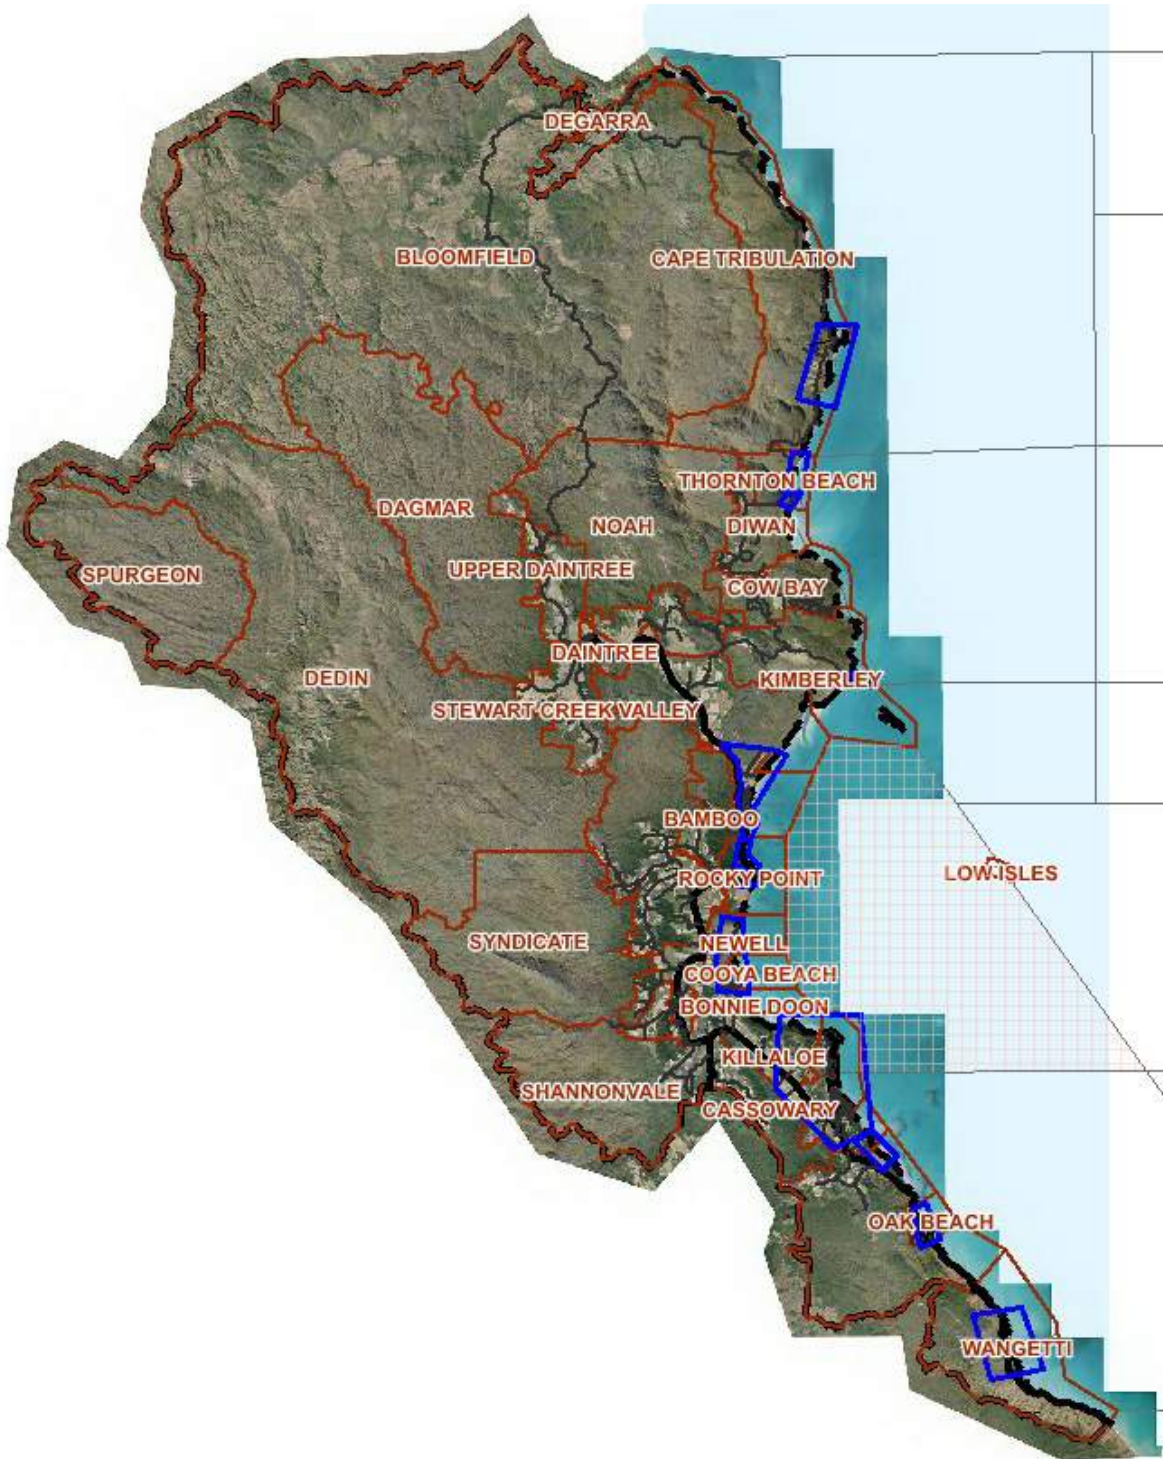 DEGARRA
BLOOMFIELD
CAPE TRIBULATION
THORNTON BEACH
DAGMAR
NOAH
DIWAN
UPPER DAINTREE
SPURGEON
COW BAY
DAINTREE
DEDIN
KIMBERLEY
STEWART CREEK VALLEY
BAMBOO
LOW ISLES
ROCKY POINT
SYNDICATE
NEWELL
COOYA BEACH
BONNIE DOON
KILLALOE
SHANNONVALE
CASSOWARY
OAK BEACH
WANGETTI